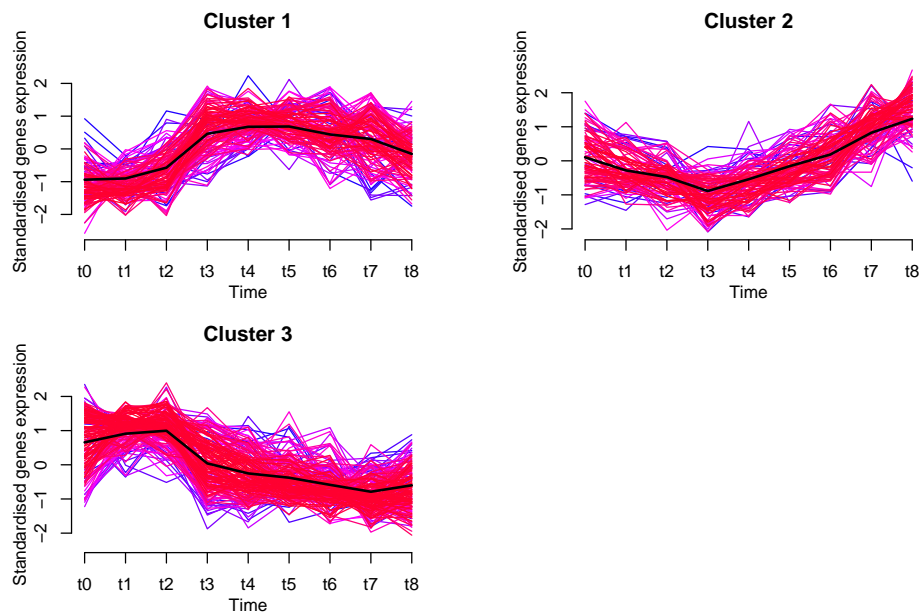 Cluster 1
Standardised genes expression
2
1
0
−1
−2
t0 t1 t2 t3 t4 t5 t6 t7 t8
Time
Cluster 2
Standardised genes expression
2
1
0
−1
−2
t0 t1 t2 t3 t4 t5 t6 t7 t8
Time
Cluster 3
Standardised genes expression
2
1
0
−1
−2
t0 t1 t2 t3 t4 t5 t6 t7 t8
Time